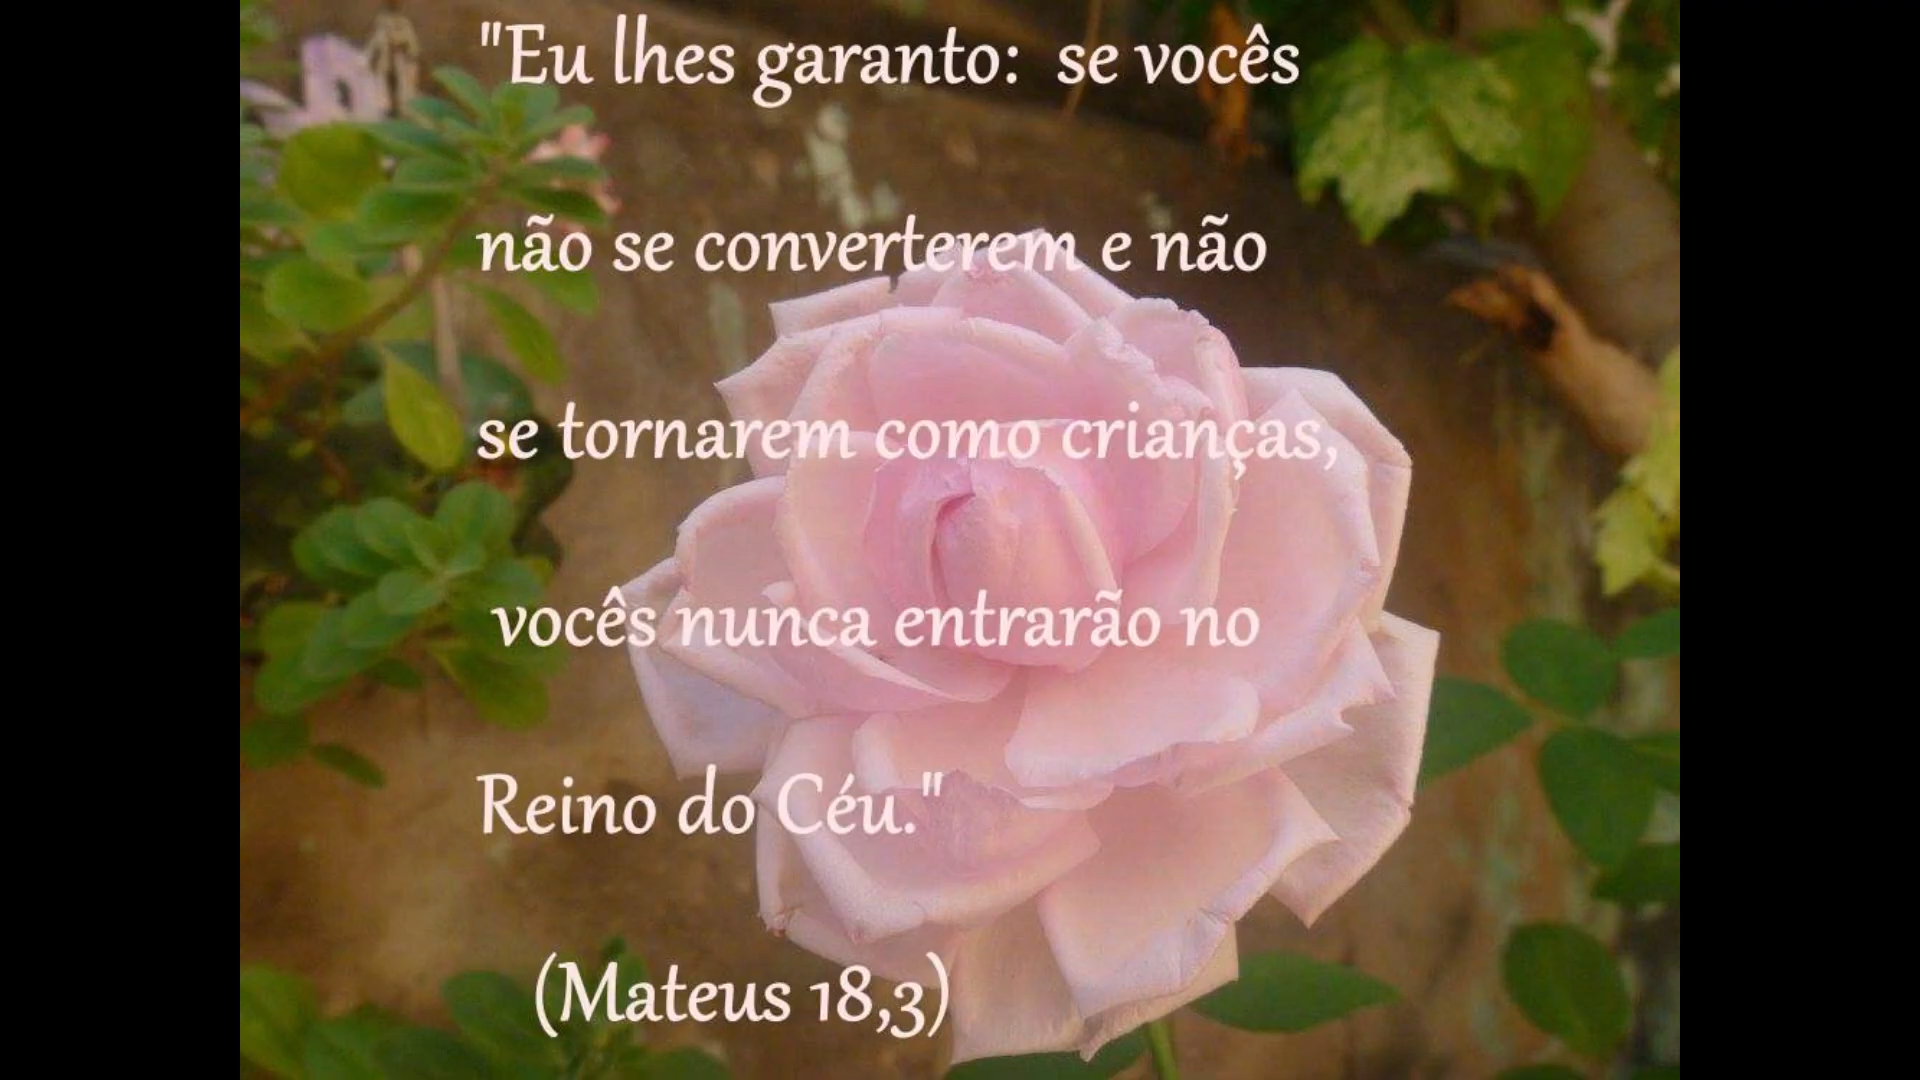 "Eu lhes garanto:  se vocês
não se converterem e não
se tornarem como crianças,
vocês nunca entrarão no
Reino do Céu."
(Mateus 18,3)